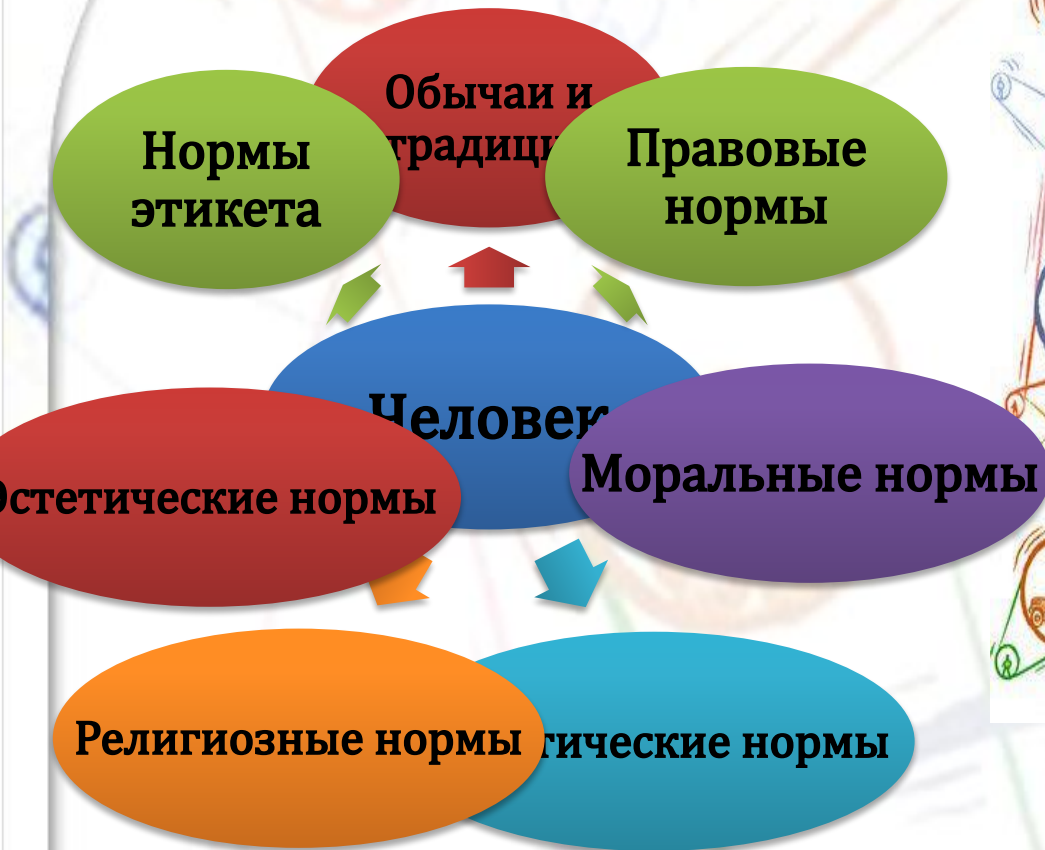 Обычаи и
Нормы
этикета
Правовые
нормы
Человек
нормы
Моральные нормы
Религиозные нормы
нормы